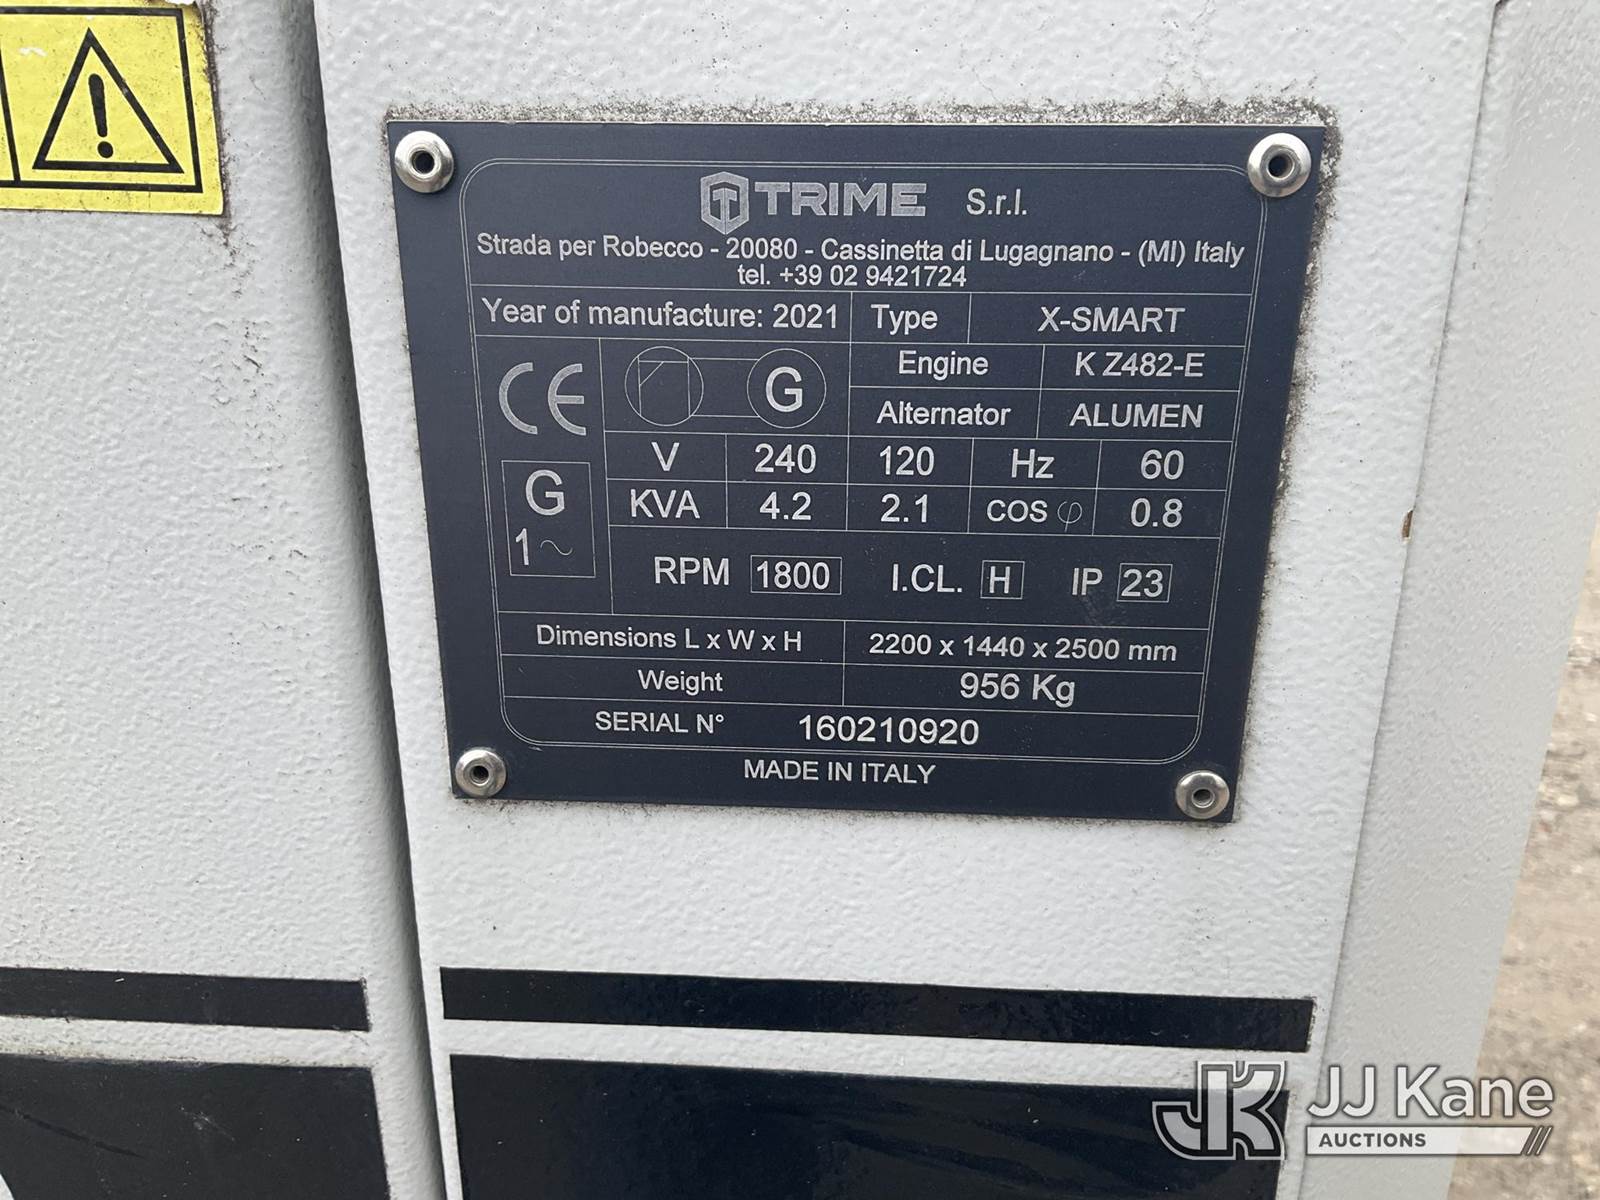 TRIME S.r.l.
Strada per Robecco - 20080 - Cassinetta di Lugagnano - (MI) Italy
tel. +39 02 9421724
Year of manufacture: 2021 Type X-SMART
CE G Engine K Z482-E
Alternator ALUMEN
V 240 120 Hz 60
G KVA 4.2 2.1 COS φ 0.8
1~ RPM 1800 I.CL. H IP 23
Dimensions L x W x H 2200 x 1440 x 2500 mm
Weight 956 Kg
SERIAL N° 160210920
MADE IN ITALY
JK JJ Kane
AUCTIONS